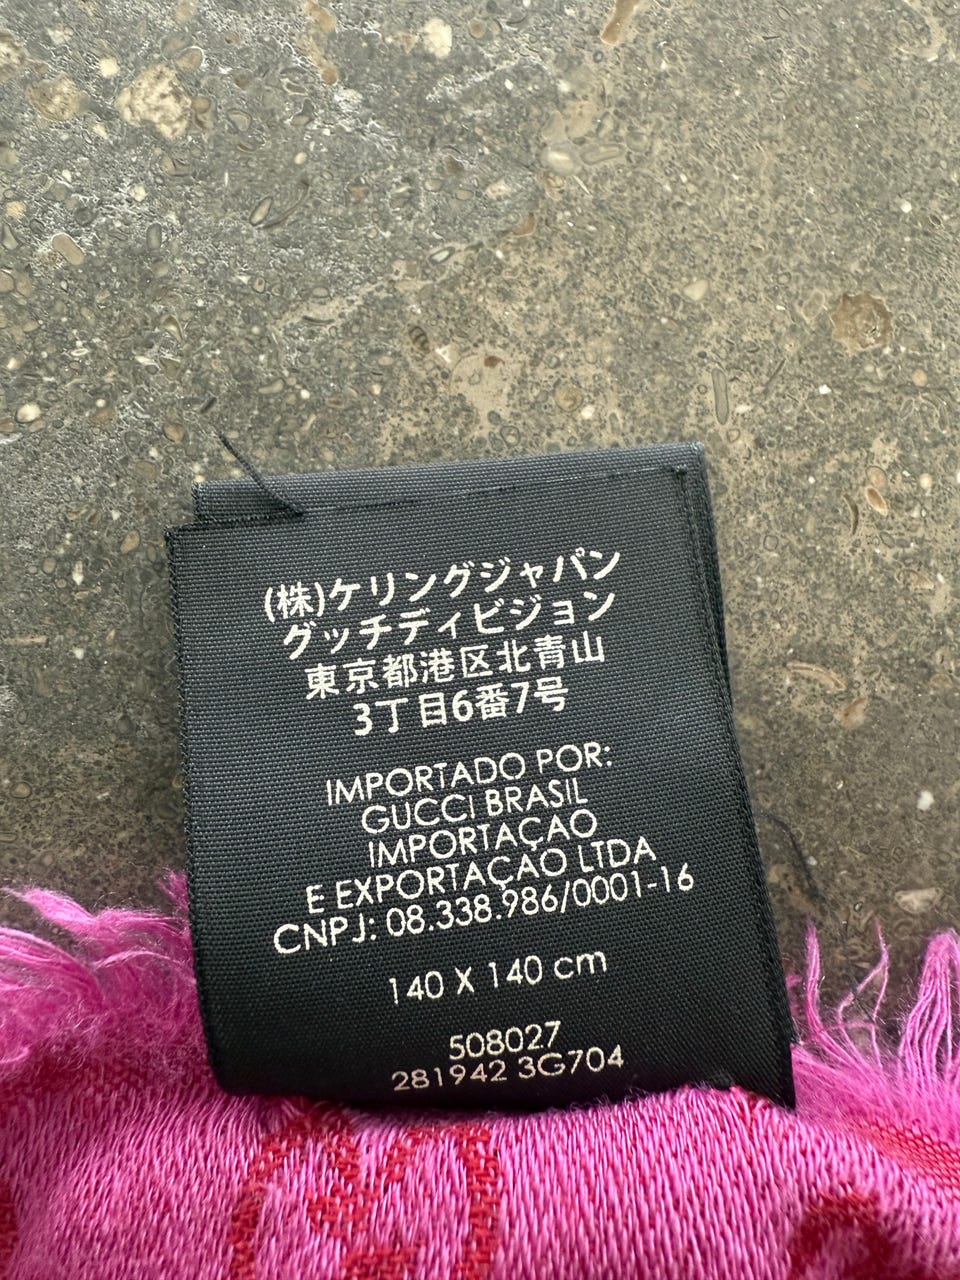 (株)ケリングジャパン
グッチディビジョン
東京都港区北青山
3丁目6番7号
IMPORTADO POR:
GUCCI BRASIL
IMPORTAÇAO
E EXPORTAÇAO LTDA
CNPJ: 08.338.986/0001-16
140 X 140 cm
508027
281942 3G704